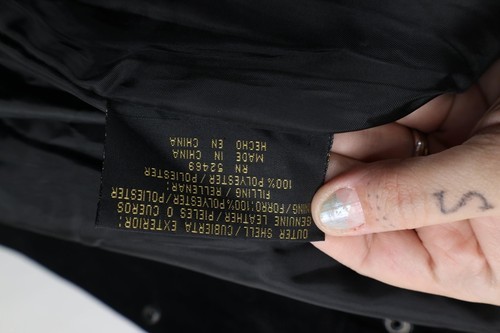 OUTER SHELL/CUBIERTA EXTERIOR:
GENUINE LEATHER/PIELES O CUEROS
100% POLYESTER/POLIESTER
FILLING/RELLENAR:
100% POLYESTER/POLIESTER
RN 52469
MADE IN CHINA
HECHO EN CHINA